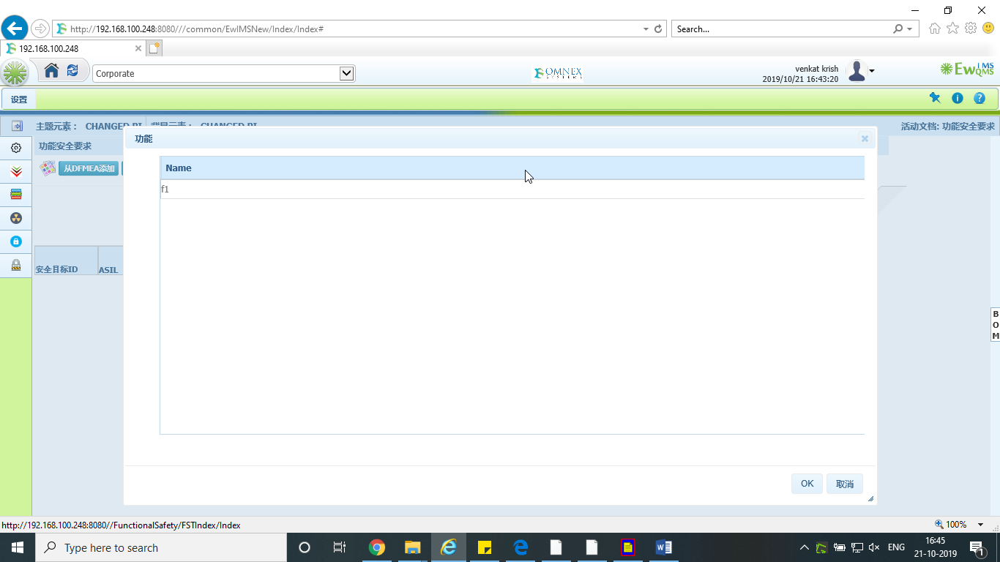 http://192.168.100.248:8080///common/EwIMSNew/Index/Index#
Search...
192.168.100.248
Corporate
OMNEX
SYSTEMS
venkat krish
2019/10/21 16:43:20
EwQMS
IMS
设置
主题元素： CHANGED PI
背景元素： CHANGED PI
活动文档: 功能安全要求
功能安全要求
功能
从DFMEA添加
Name
f1
安全目标ID
ASIL
B
O
M
OK
取消
http://192.168.100.248:8080//FunctionalSafety/FSTIndex/Index
100%
Type here to search
ENG
16:45
21-10-2019
1